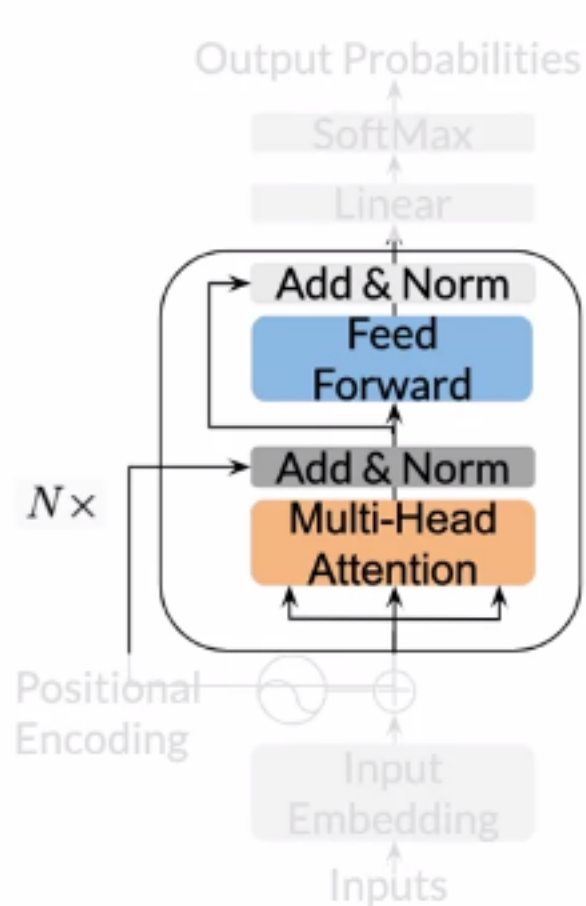 Output Probabilities
SoftMax
Linear
Add & Norm
Feed
Forward
Add & Norm
N×
Multi-Head
Attention
Positional
Encoding
Input
Embedding
Inputs